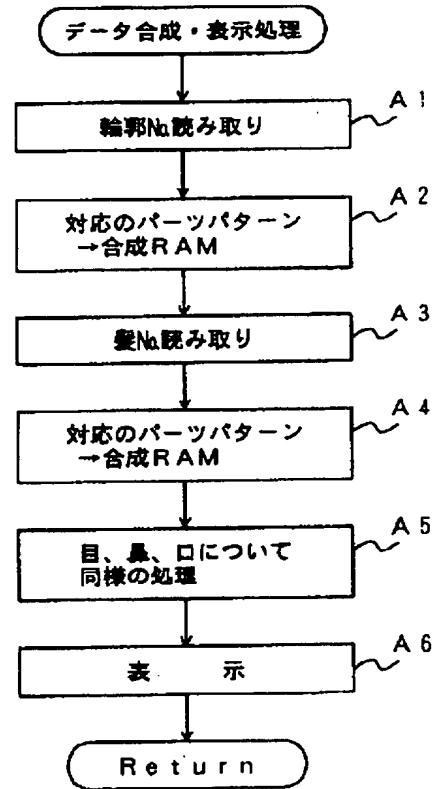 データ合成・表示処理
A1
輪郭№読み取り
A2
対応のパーツパターン
→合成RAM
A3
髪№読み取り
A4
対応のパーツパターン
→合成RAM
A5
目、鼻、口について
同様の処理
A6
表 示
Return